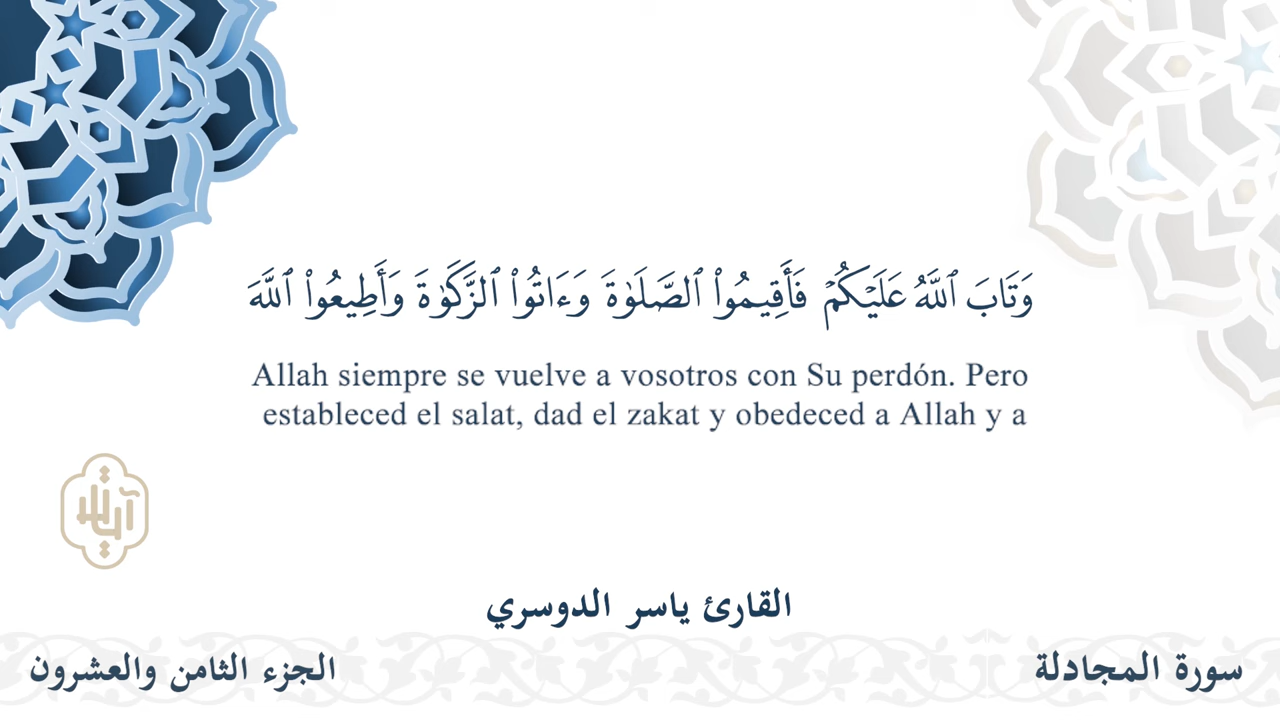 وَتَابَ ٱللَّهُ عَلَيۡكُمۡ فَأَقِيمُواْ ٱلصَّلَوٰةَ وَءَاتُواْ ٱلزَّكَوٰةَ وَأَطِيعُواْ ٱللَّهَ
Allah siempre se vuelve a vosotros con Su perdón. Pero
estableced el salat, dad el zakat y obedeced a Allah y a
القارئ ياسر الدوسري
سورة المجادلة
الجزء الثامن والعشرون